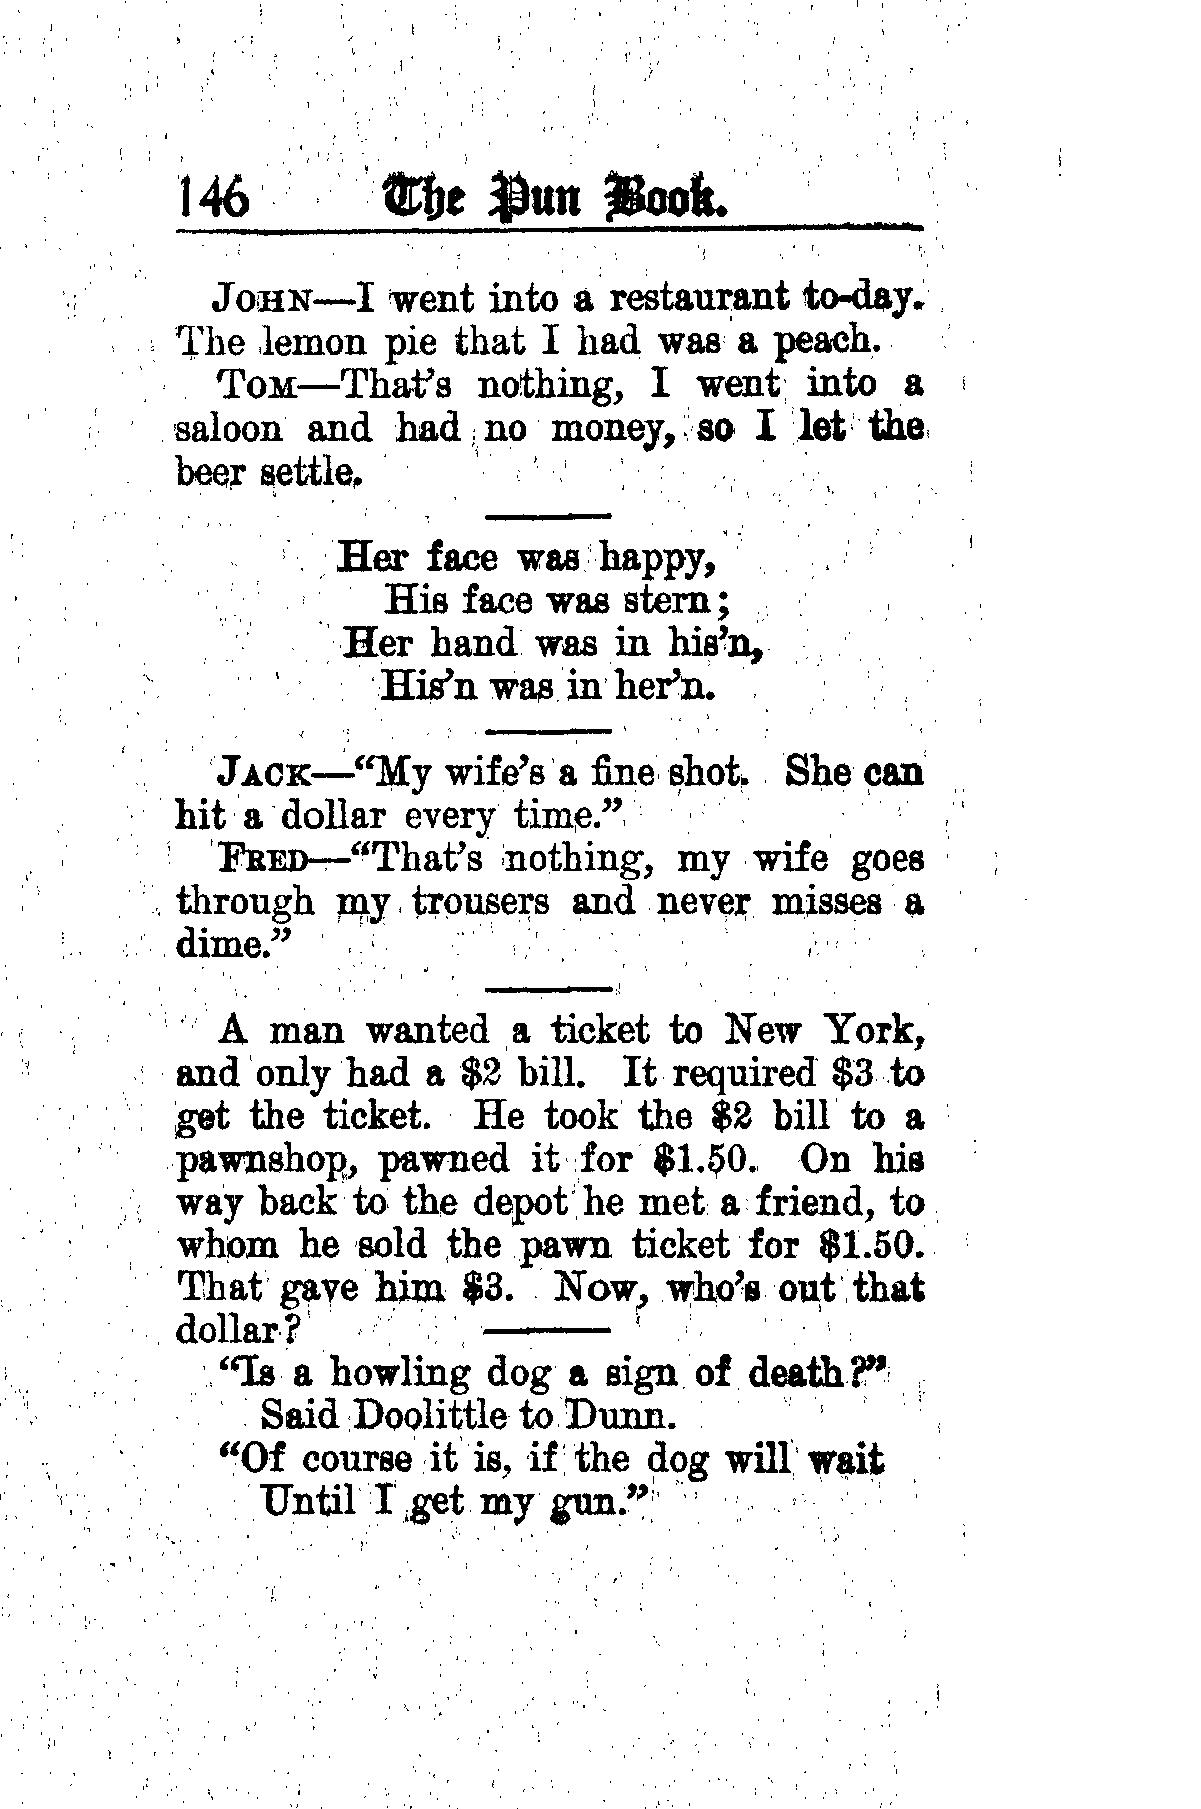 146 The Pun Book.
JOHN—I went into a restaurant to-day.
The lemon pie that I had was a peach.
TOM—That's nothing, I went into a
saloon and had no money, so I let the
beer settle.
Her face was happy,
His face was stern;
Her hand was in his'n,
His'n was in her'n.
JACK—“My wife's a fine shot. She can
hit a dollar every time.”
FRED—“That's nothing, my wife goes
through my trousers and never misses a
dime.”
A man wanted a ticket to New York,
and only had a $2 bill. It required $3 to
get the ticket. He took the $2 bill to a
pawnshop, pawned it for $1.50. On his
way back to the depot he met a friend, to
whom he sold the pawn ticket for $1.50.
That gave him $3. Now, who's out that
dollar?
“Is a howling dog a sign of death?”
Said Doolittle to Dunn.
“Of course it is, if the dog will wait
Until I get my gun.”